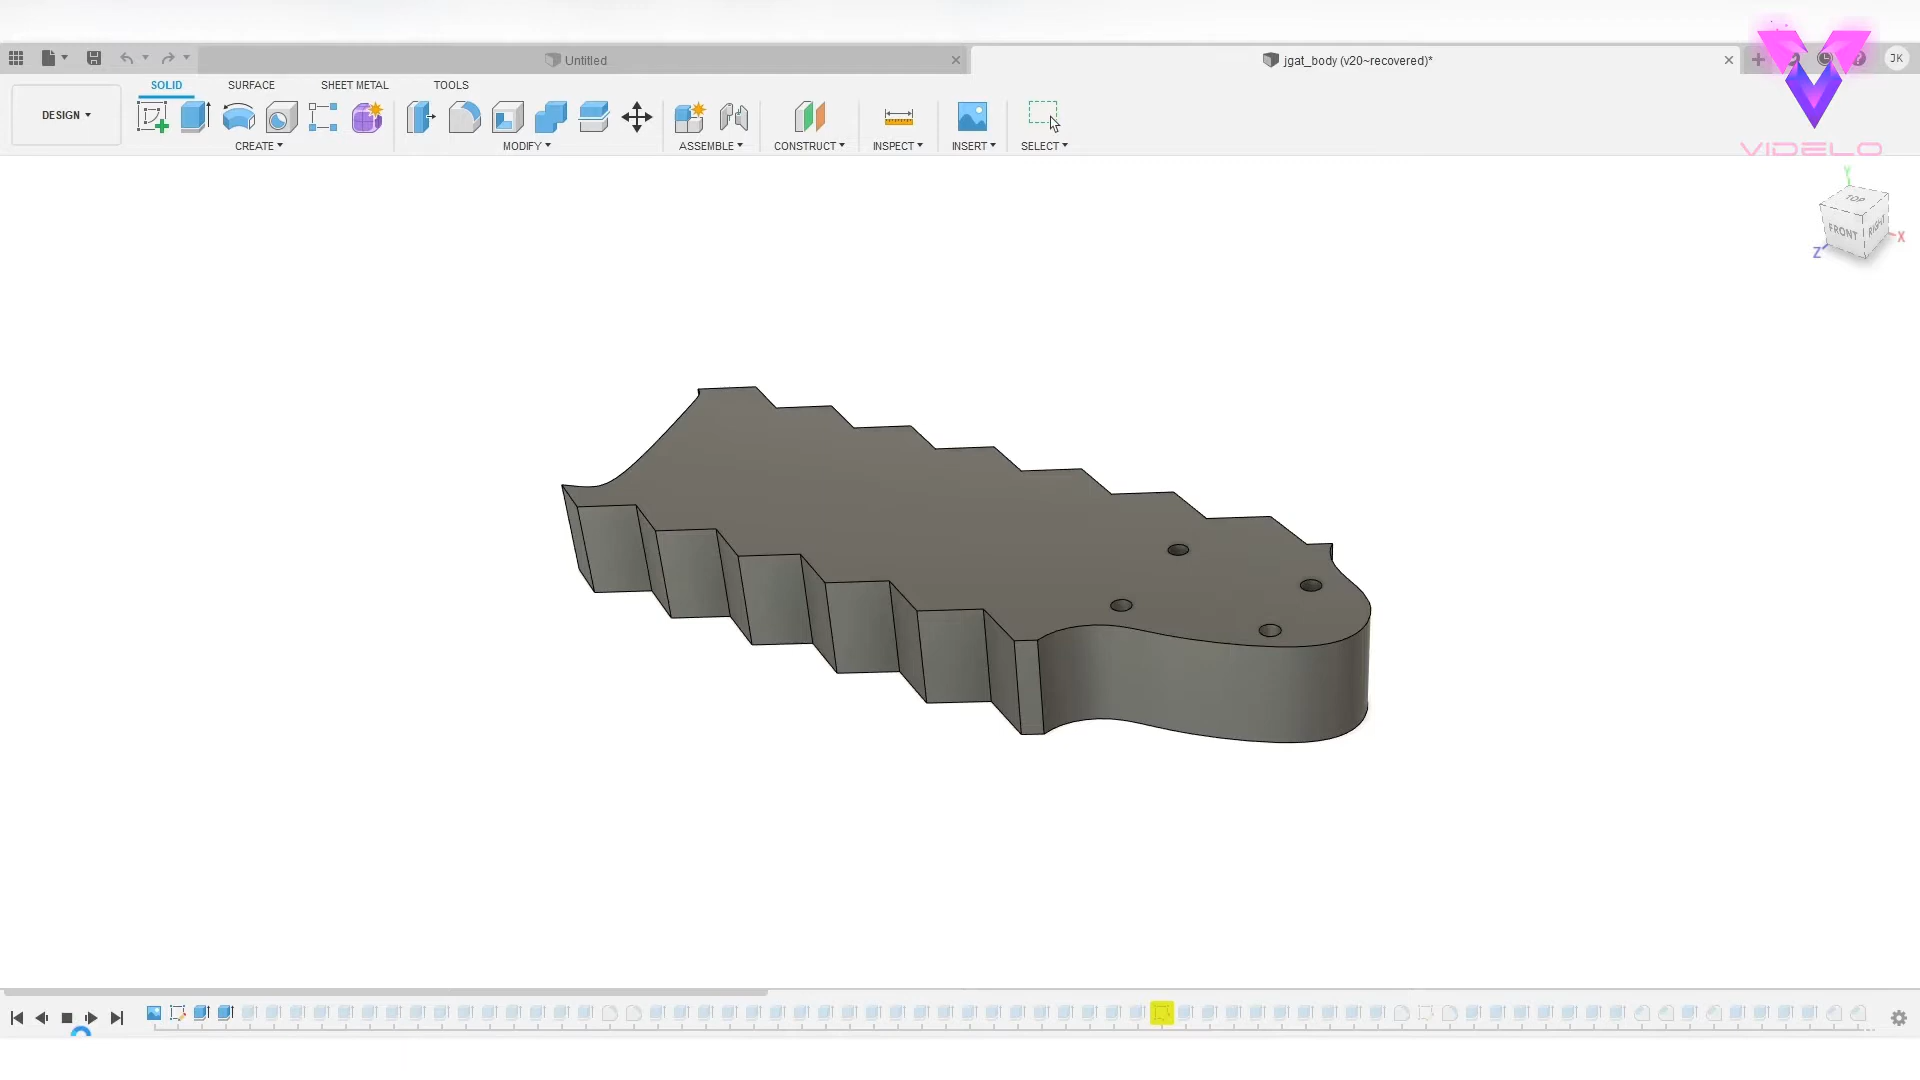 Untitled
jgat_body (v20~recovered)*
JK
SOLID
SURFACE
SHEET METAL
TOOLS
DESIGN
CREATE
MODIFY
ASSEMBLE
CONSTRUCT
INSPECT
INSERT
SELECT
VIDELO
Y
TOP
FRONT
RIGHT
X
Z